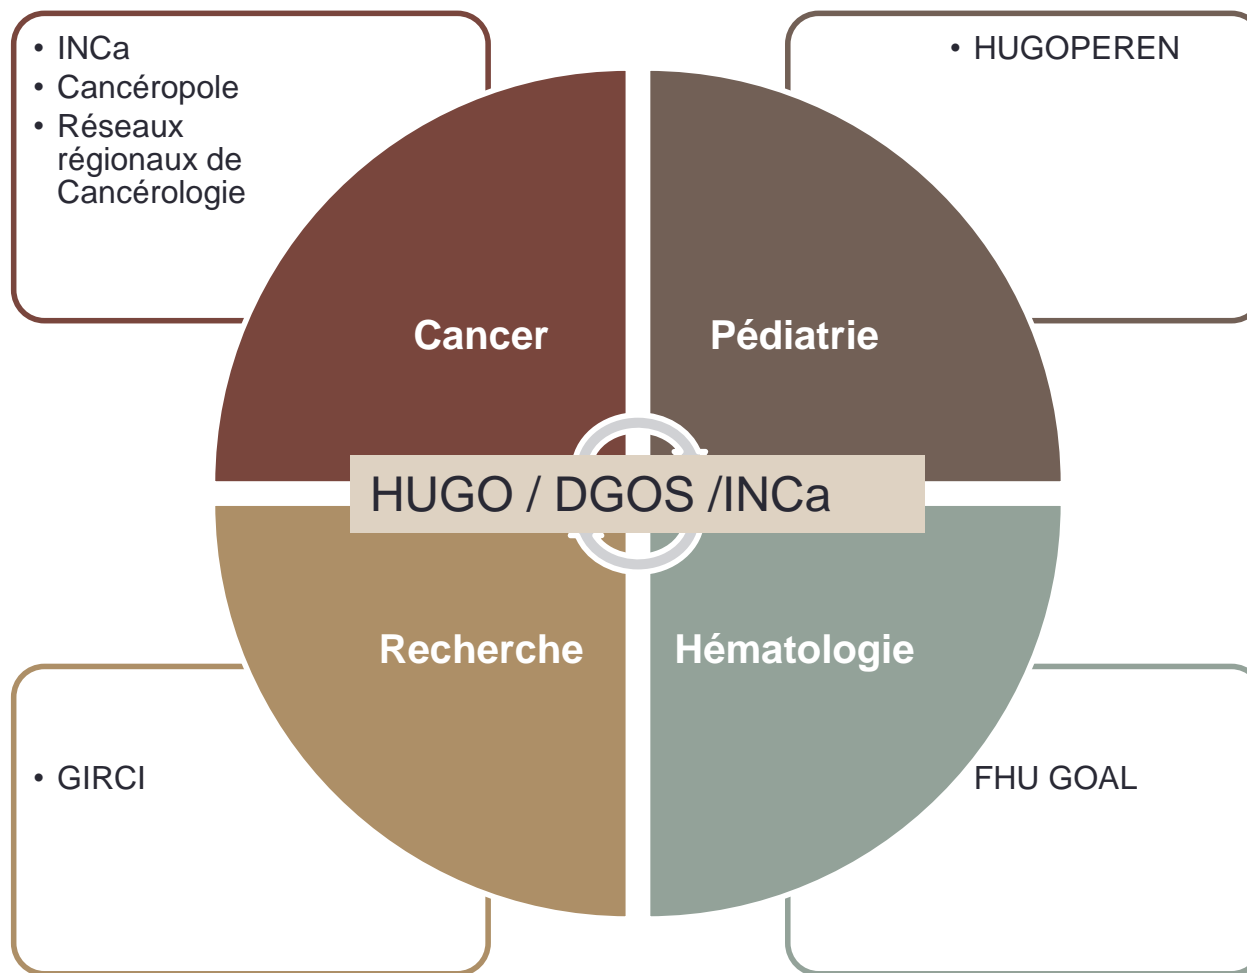 • INCa
• Cancéropole
• Réseaux
régionaux de
Cancérologie
• HUGOPEREN
Cancer
Pédiatrie
HUGO / DGOS /INCa
Recherche
Hématologie
• GIRCI
FHU GOAL